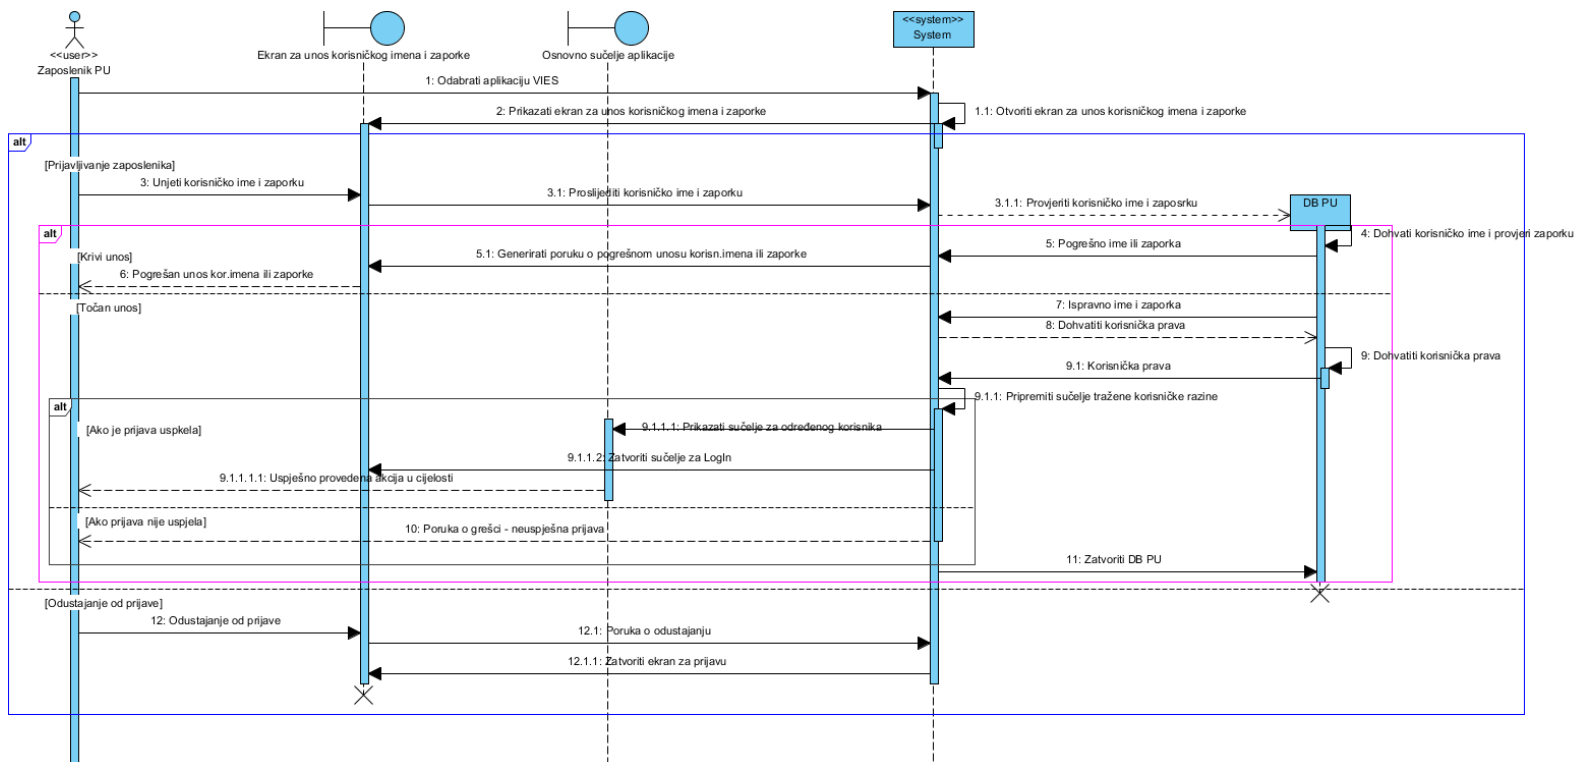 <<user>>
Zaposlenik PU
Ekran za unos korisničkog imena i zaporke
Osnovno sučelje aplikacije
<<system>>
System
1: Odabrati aplikaciju VIES
2: Prikazati ekran za unos korisničkog imena i zaporke
1.1: Otvoriti ekran za unos korisničkog imena i zaporke
alt
[Prijavljivanje zaposlenika]
3: Unjeti korisničko ime i zaporku
3.1: Proslijediti korisničko ime i zaporku
3.1.1: Provjeriti korisničko ime i zaposrku
DB PU
alt
4: Dohvati korisničko ime i provjeri zaporku
5: Pogrešno ime ili zaporka
[Krivi unos]
5.1: Generirati poruku o pogrešnom unosu korisn.imena ili zaporke
6: Pogrešan unos kor.imena ili zaporke
[Točan unos]
7: Ispravno ime i zaporka
8: Dohvatiti korisnička prava
9: Dohvatiti korisnička prava
9.1: Korisnička prava
9.1.1: Pripremiti sučelje tražene korisničke razine
alt
[Ako je prijava uspkela]
9.1.1.1: Prikazati sučelje za određenog korisnika
9.1.1.2: Zatvoriti sučelje za LogIn
9.1.1.1.1: Uspješno provedena akcija u cijelosti
[Ako prijava nije uspjela]
10: Poruka o grešci - neuspješna prijava
11: Zatvoriti DB PU
[Odustajanje od prijave]
12: Odustajanje od prijave
12.1: Poruka o odustajanju
12.1.1: Zatvoriti ekran za prijavu